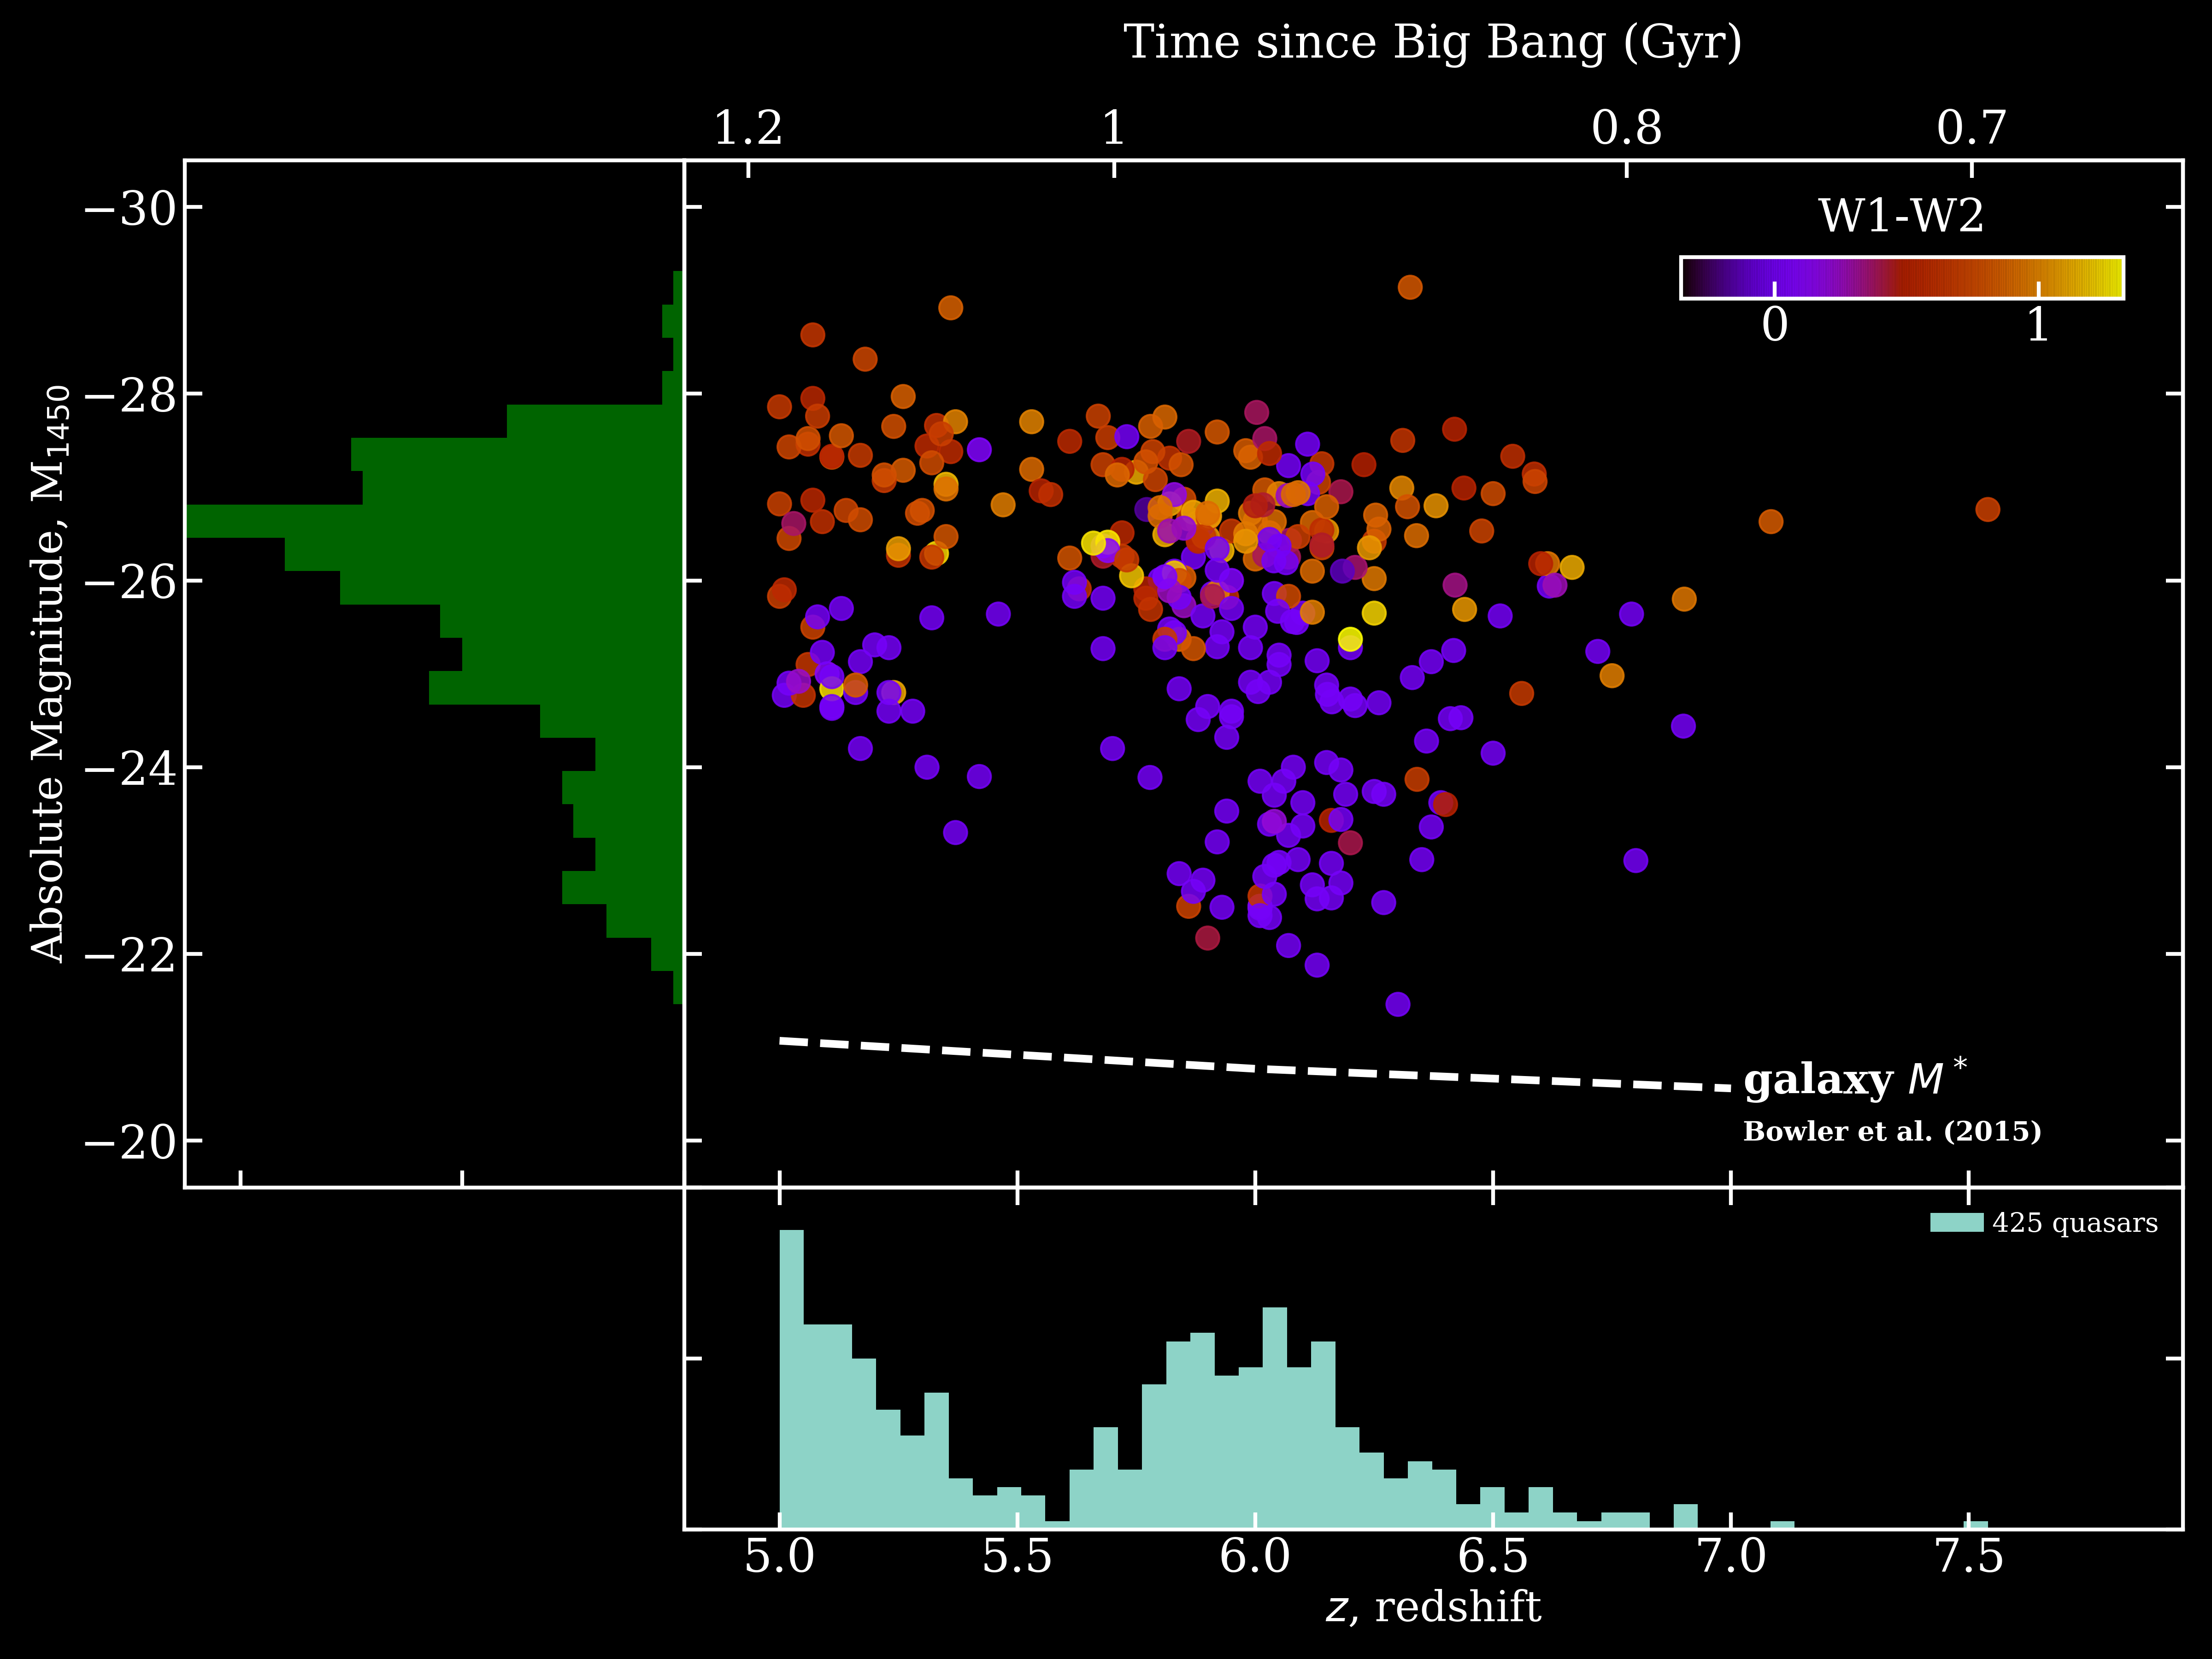 Time since Big Bang (Gyr)
1.2 1 0.8 0.7
W1-W2
0 1
Absolute Magnitude, M₁₄₅₀
−30
−28
−26
−24
−22
−20
galaxy M*
Bowler et al. (2015)
425 quasars
5.0 5.5 6.0 6.5 7.0 7.5
z, redshift